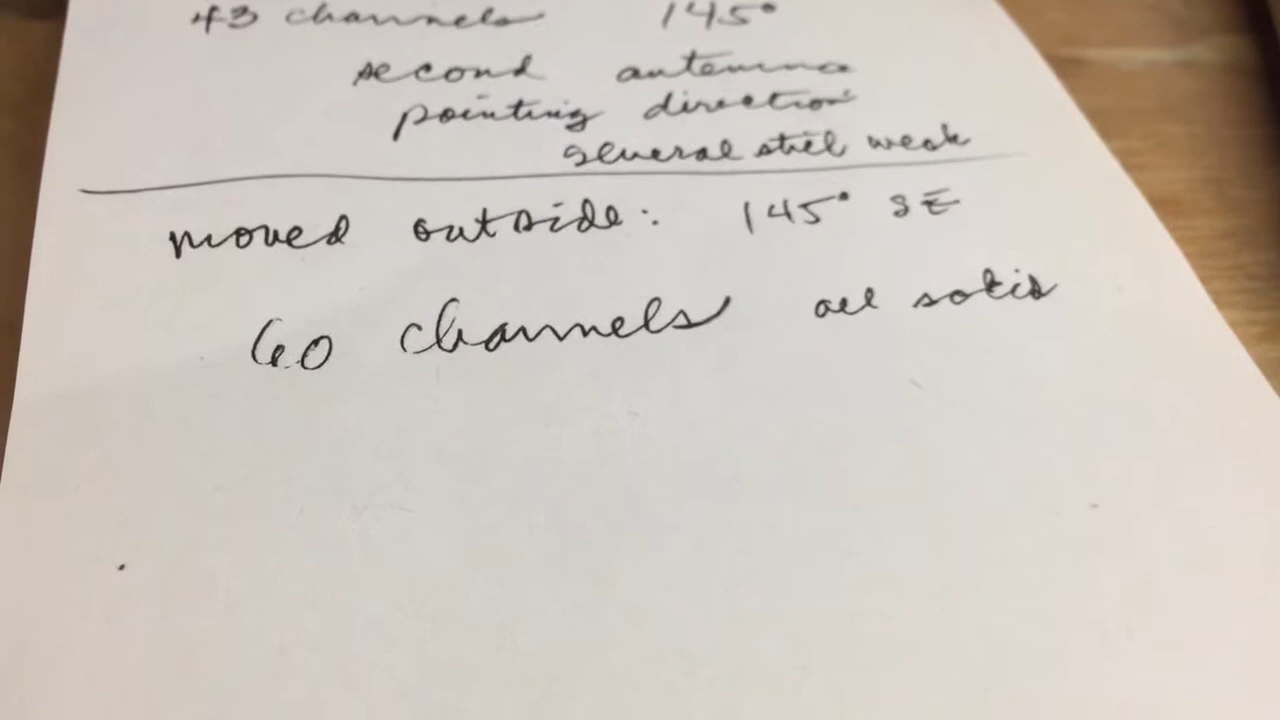 43 channels 145°
second antenna
pointing direction
several still weak
moved outside: 145° SE
60 channels all solid